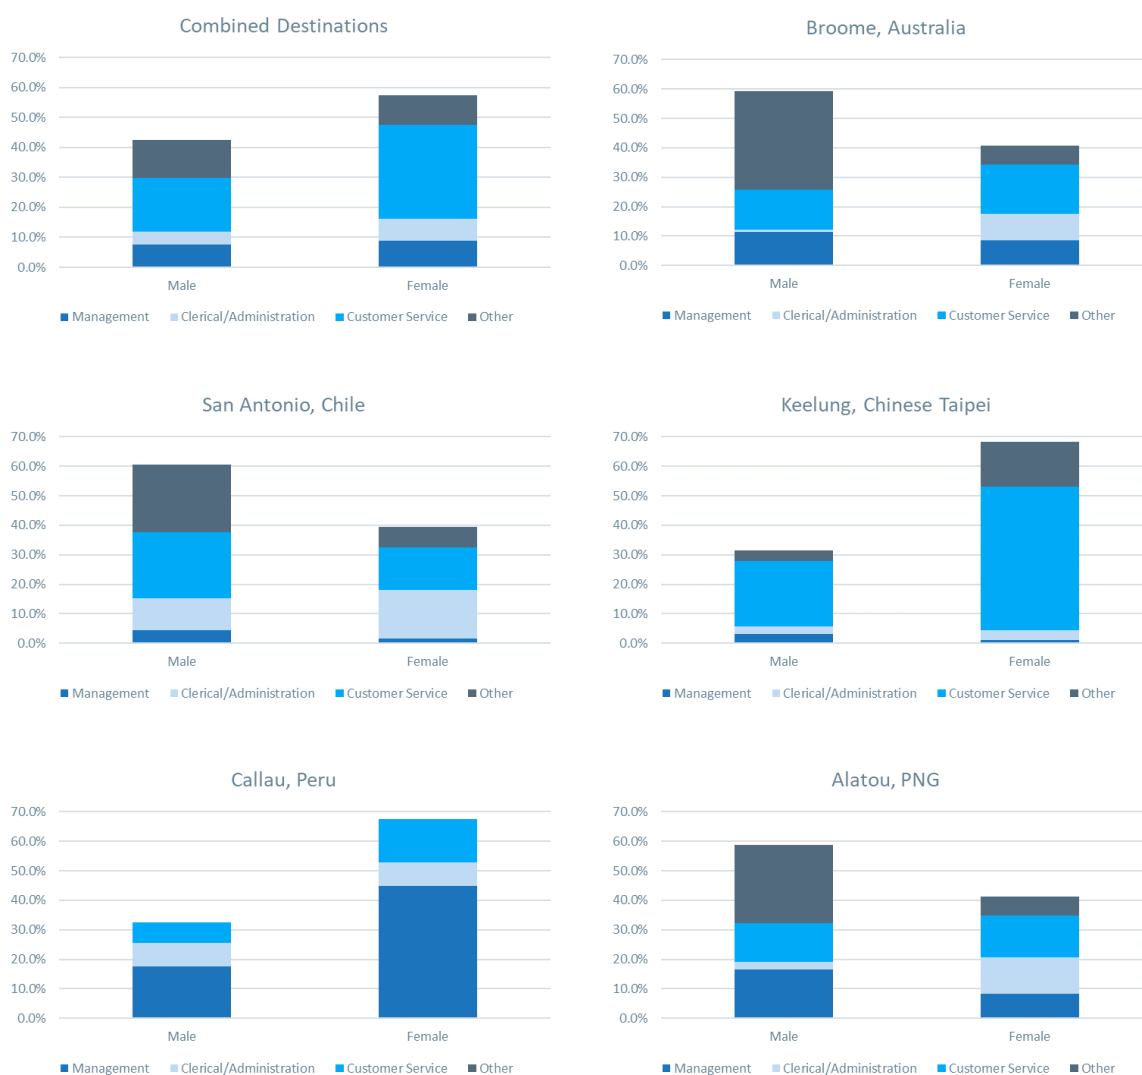 Combined Destinations
70.0%
60.0%
50.0%
40.0%
30.0%
20.0%
10.0%
0.0%
Male Female
Management Clerical/Administration Customer Service Other
Broome, Australia
70.0%
60.0%
50.0%
40.0%
30.0%
20.0%
10.0%
0.0%
Male Female
Management Clerical/Administration Customer Service Other
San Antonio, Chile
70.0%
60.0%
50.0%
40.0%
30.0%
20.0%
10.0%
0.0%
Male Female
Management Clerical/Administration Customer Service Other
Keelung, Chinese Taipei
70.0%
60.0%
50.0%
40.0%
30.0%
20.0%
10.0%
0.0%
Male Female
Management Clerical/Administration Customer Service Other
Callau, Peru
70.0%
60.0%
50.0%
40.0%
30.0%
20.0%
10.0%
0.0%
Male Female
Management Clerical/Administration Customer Service Other
Alatou, PNG
70.0%
60.0%
50.0%
40.0%
30.0%
20.0%
10.0%
0.0%
Male Female
Management Clerical/Administration Customer Service Other